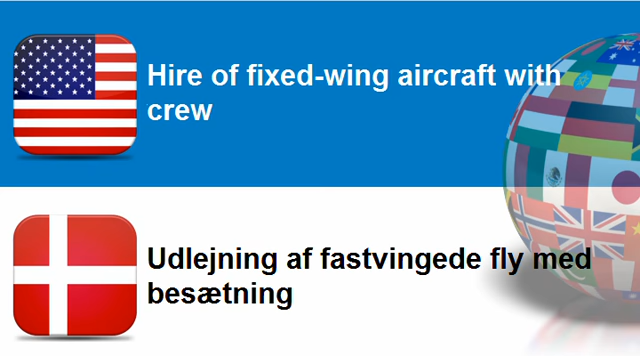 Hire of fixed-wing aircraft with
crew
Udlejning af fastvingede fly med
besætning